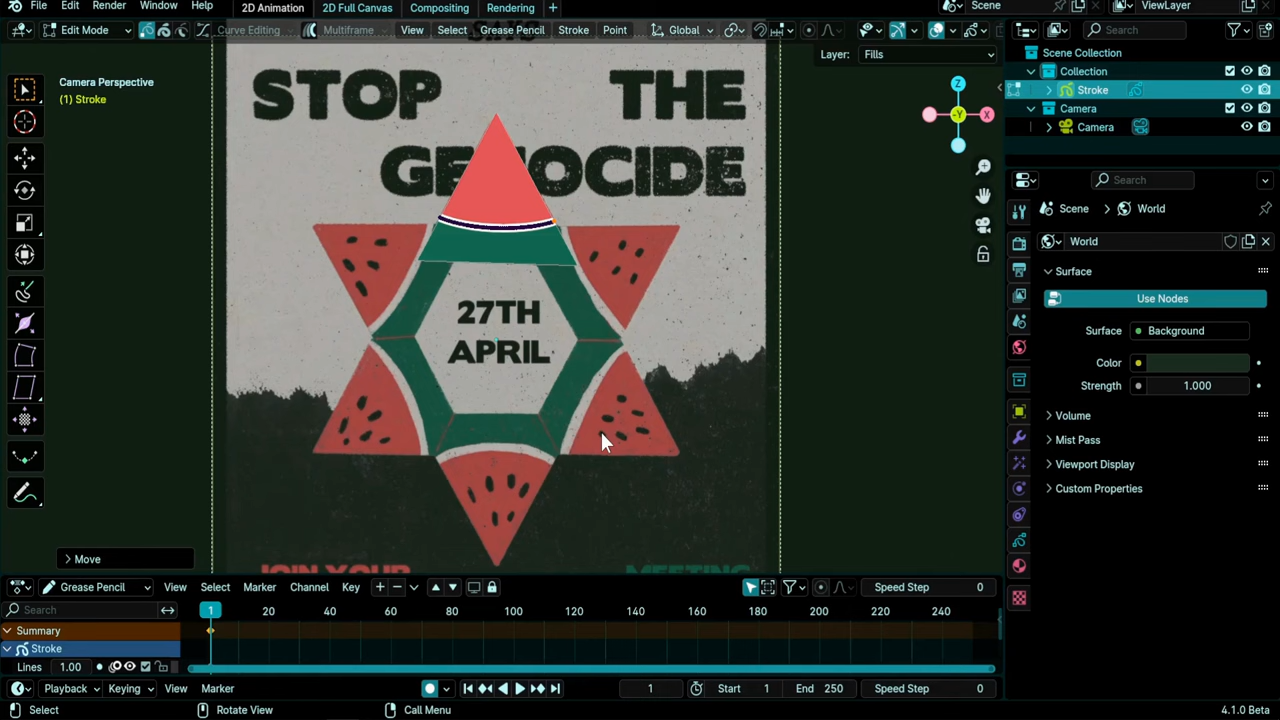 File Edit Render Window Help 2D Animation 2D Full Canvas Compositing Rendering + Scene ViewLayer
Edit Mode Curve Editing Multiframe View Select Grease Pencil Stroke Point Global
Layer: Fills
Camera Perspective
(1) Stroke
STOP THE
GENOCIDE
27TH
APRIL
Z
-Y
X
Move
Scene Collection
Collection
Stroke
Camera
Camera
Search
Scene > World
World
Surface
Use Nodes
Surface: Background
Color
Strength 1.000
Volume
Mist Pass
Viewport Display
Custom Properties
Grease Pencil View Select Marker Channel Key Speed Step 0
Search 1 20 40 60 80 100 120 140 160 180 200 220 240
Summary
Stroke
Lines 1.00
Playback Keying View Marker 1 Start 1 End 250 Speed Step 0
Select Rotate View Call Menu 4.1.0 Beta